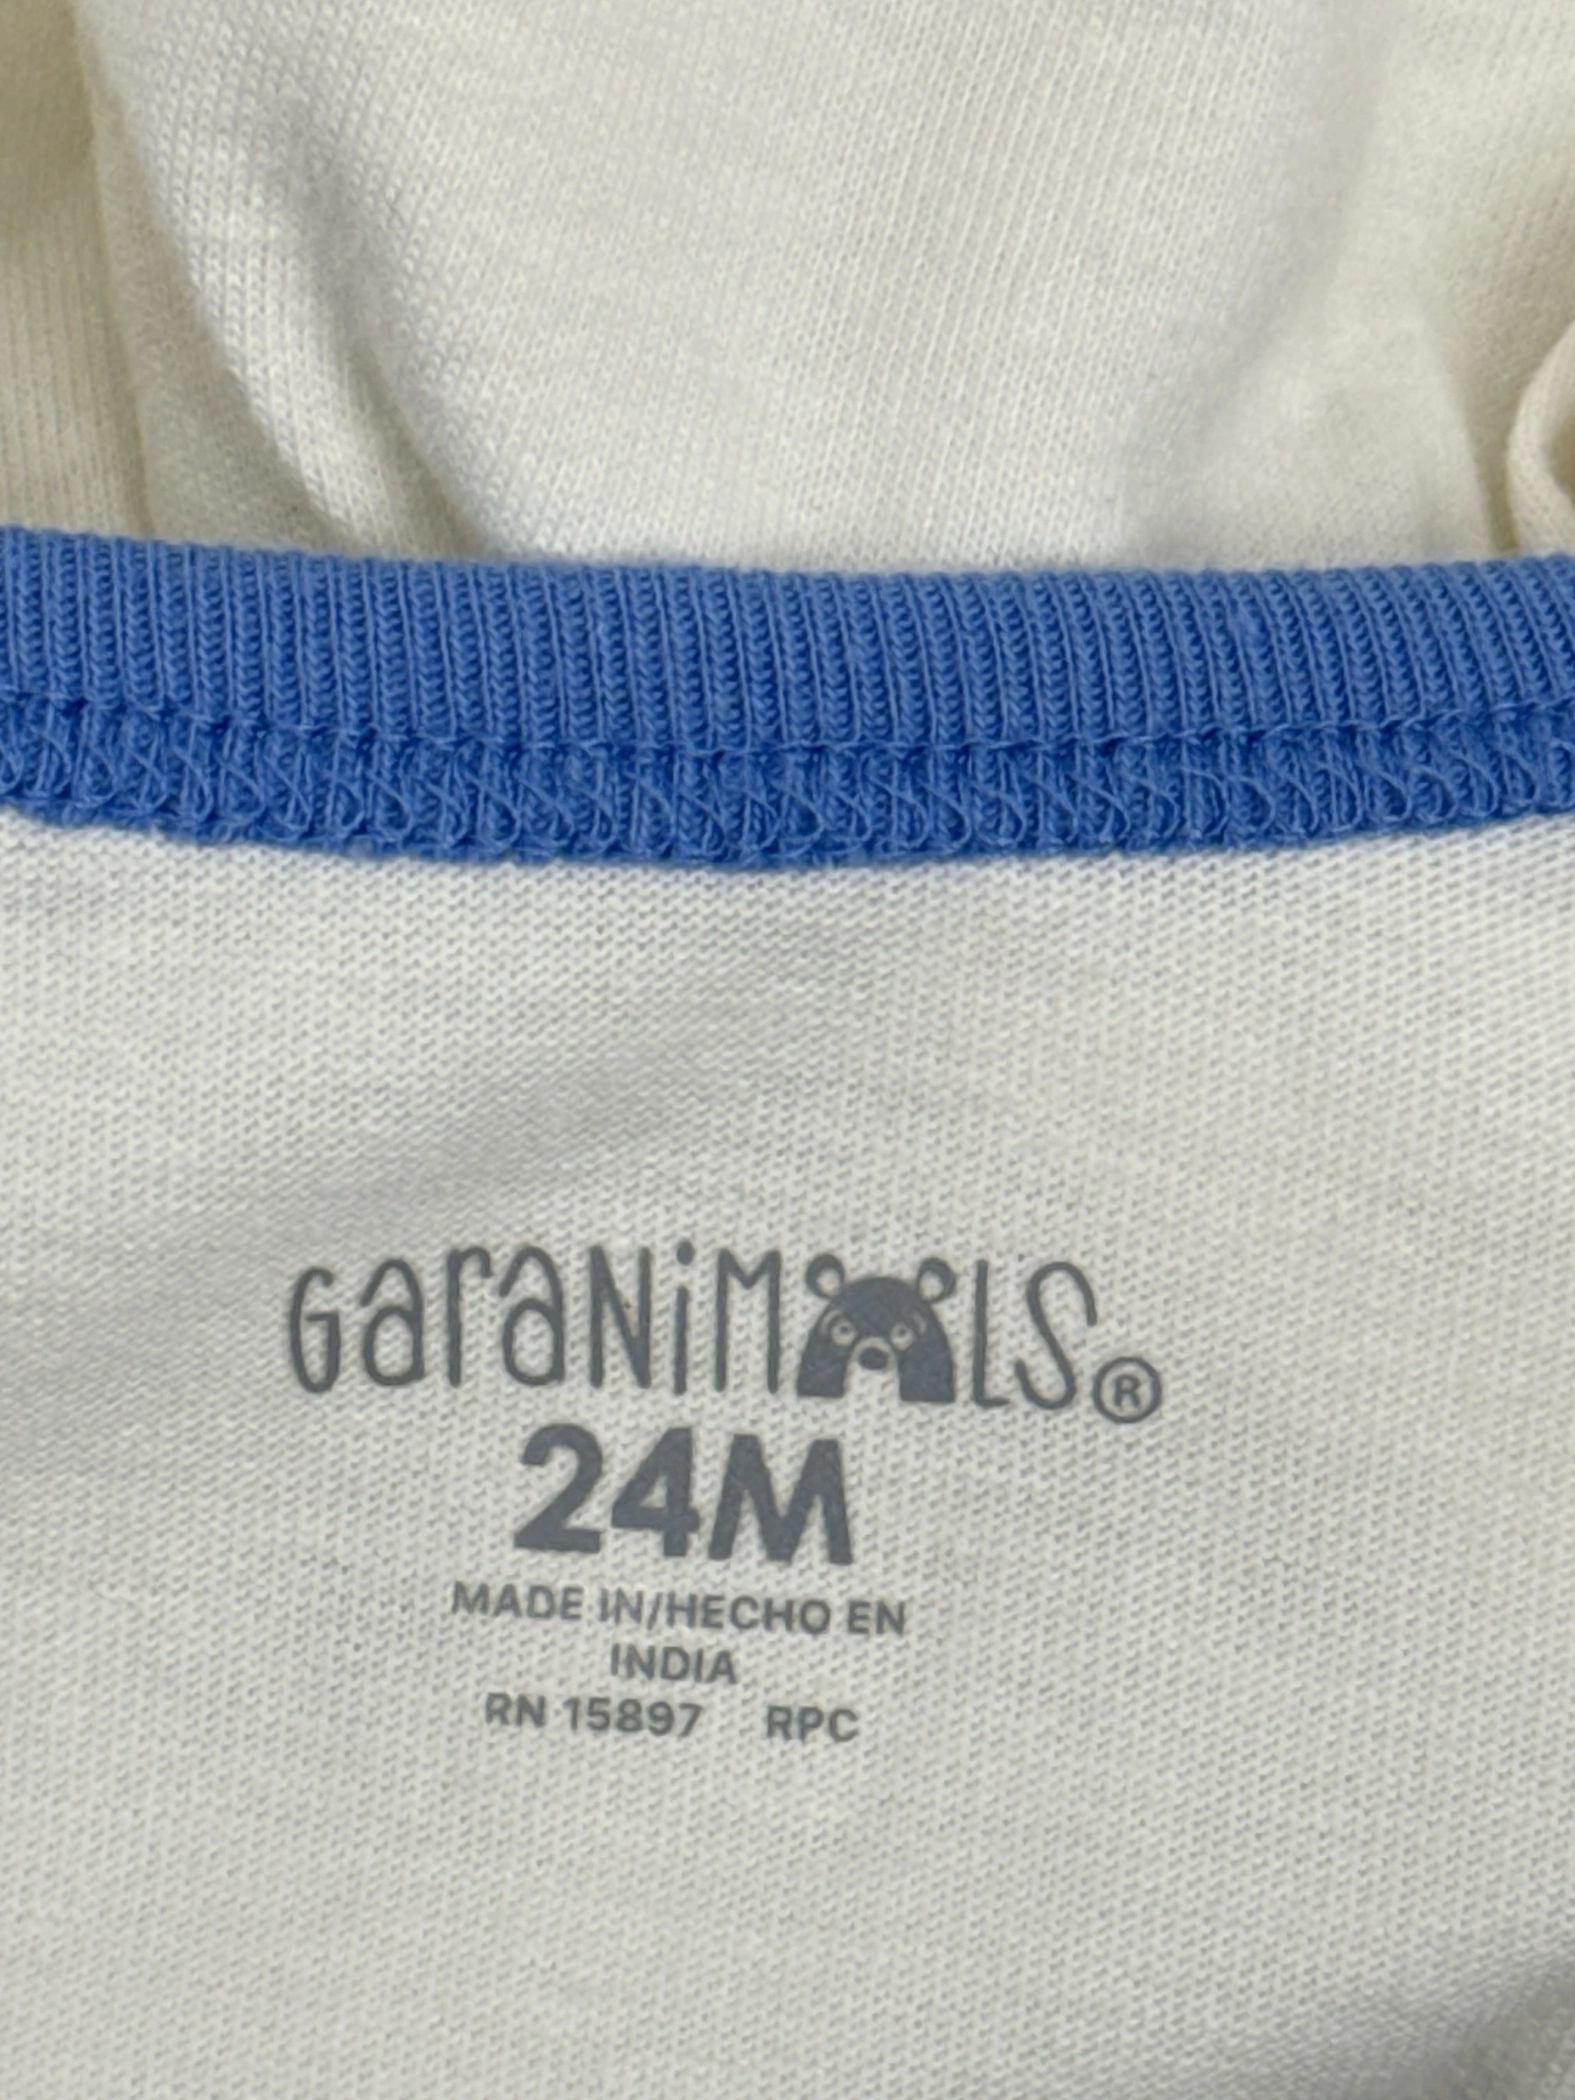 GaraNiMALS®
24M
MADE IN/HECHO EN
INDIA
RN 15897 RPC